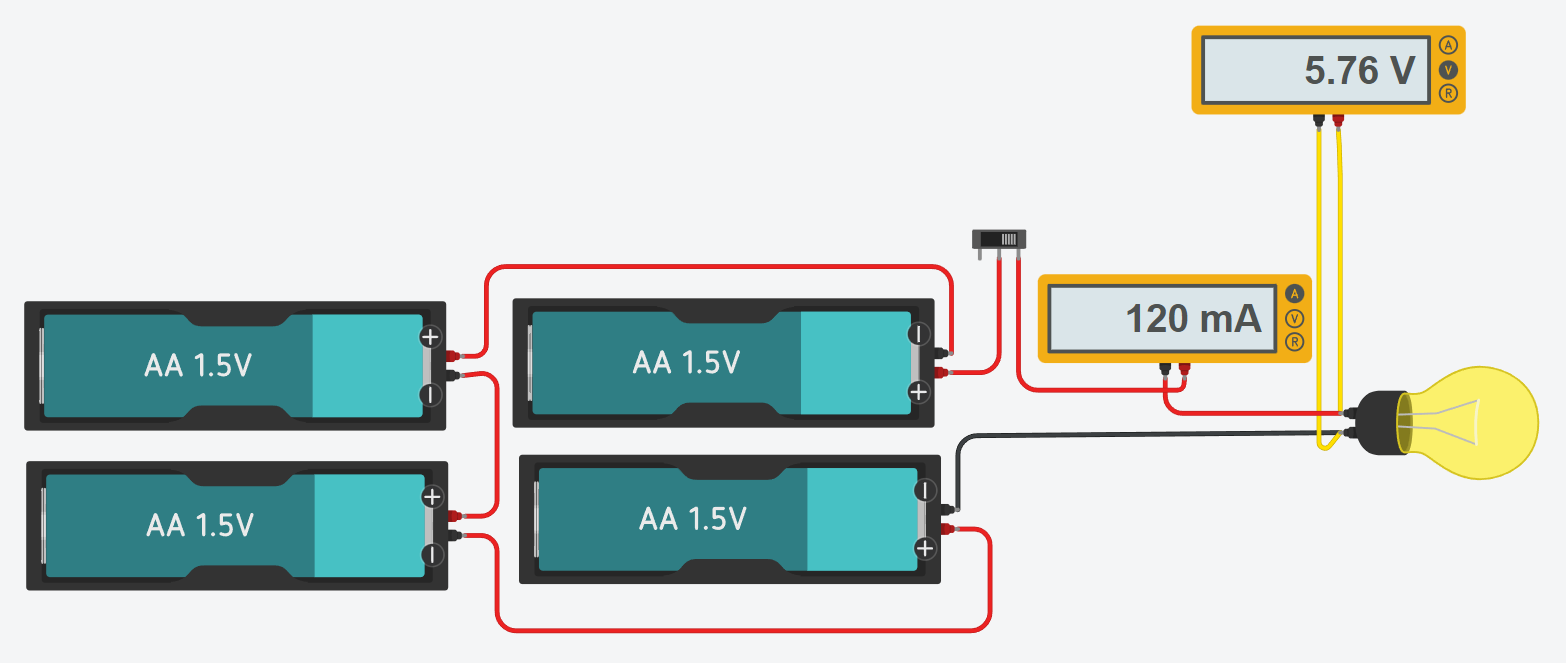 5.76 V
A
V
R
120 mA
A
V
R
+
AA 1.5V
–
AA 1.5V
+
+
AA 1.5V
–
AA 1.5V
+